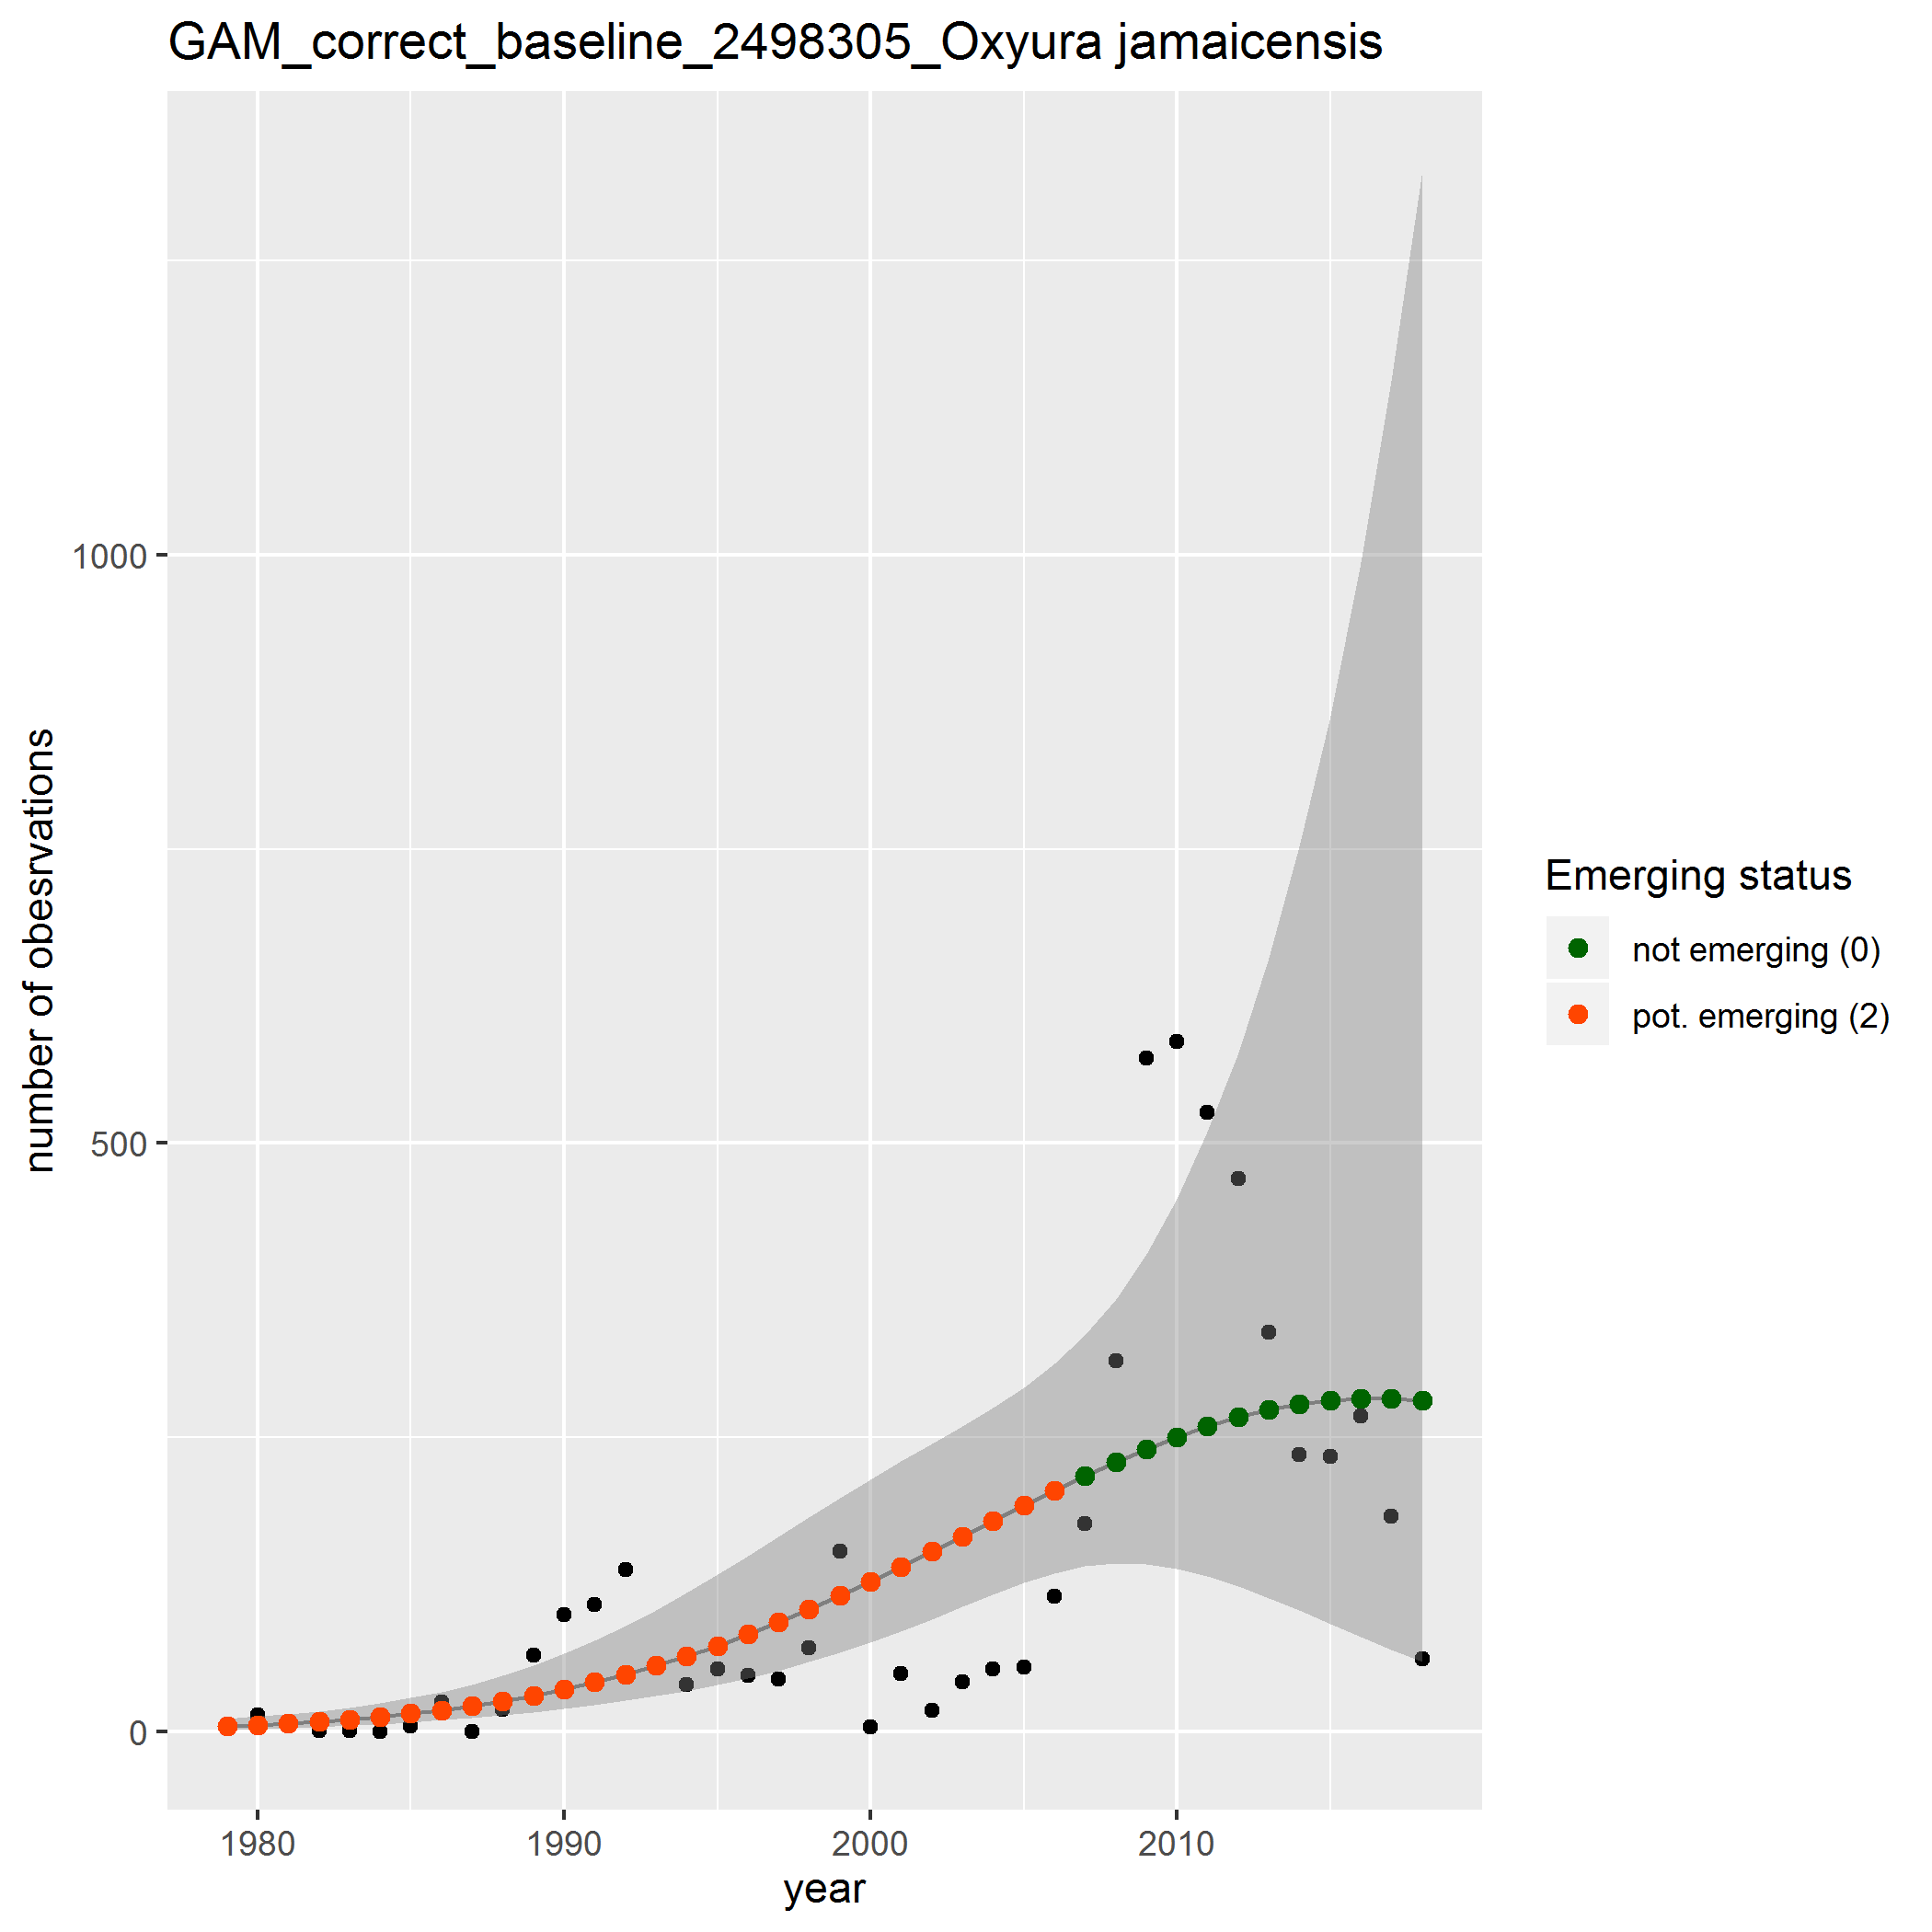 GAM_correct_baseline_2498305_Oxyura jamaicensis
number of obesrvations
1000
500
0
1980
1990
2000
2010
year
Emerging status
not emerging (0)
pot. emerging (2)